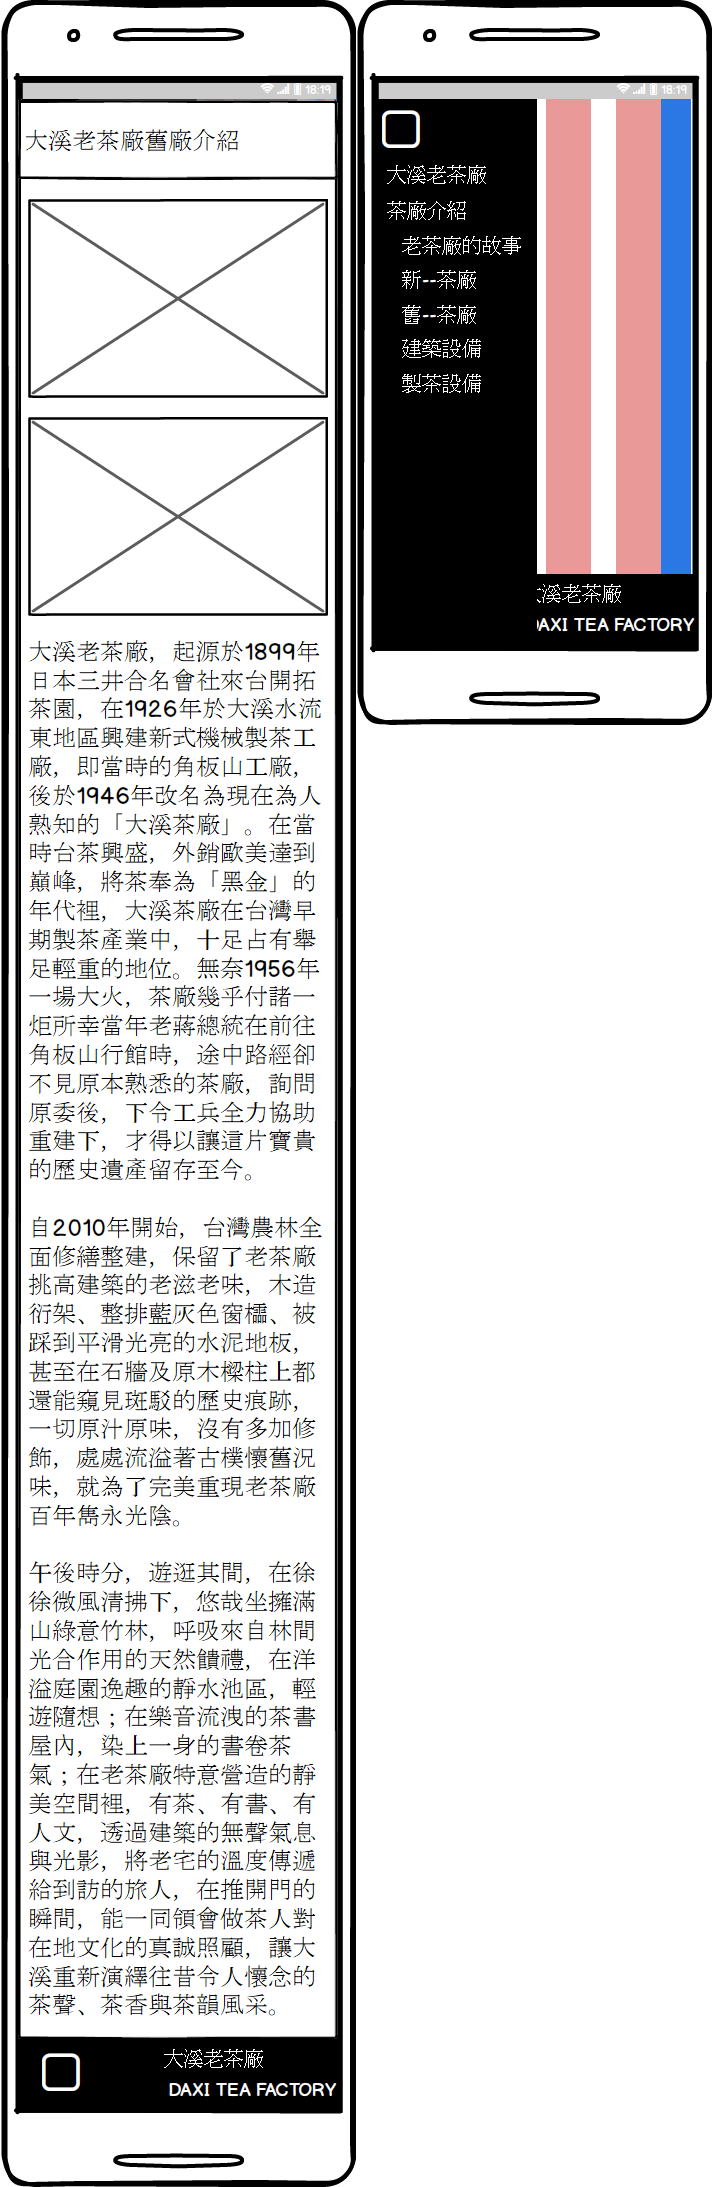 18:19
大溪老茶廠舊廠介紹
大溪老茶廠，起源於1899年
日本三井合名會社來台開拓
茶園，在1926年於大溪水流
東地區興建新式機械製茶工
廠，即當時的角板山工廠，
後於1946年改名為現在為人
熟知的「大溪茶廠」。在當
時台茶興盛，外銷歐美達到
巔峰，將茶奉為「黑金」的
年代裡，大溪茶廠在台灣早
期製茶產業中，十足占有舉
足輕重的地位。無奈1956年
一場大火，茶廠幾乎付諸一
炬所幸當年老蔣總統在前往
角板山行館時，途中路經卻
不見原本熟悉的茶廠，詢問
原委後，下令工兵全力協助
重建下，才得以讓這片寶貴
的歷史遺產留存至今。
自2010年開始，台灣農林全
面修繕整建，保留了老茶廠
挑高建築的老滋老味，木造
衍架、整排藍灰色窗櫺、被
踩到平滑光亮的水泥地板，
甚至在石牆及原木樑柱上都
還能窺見斑駁的歷史痕跡，
一切原汁原味，沒有多加修
飾，處處流溢著古樸懷舊況
味，就為了完美重現老茶廠
百年雋永光陰。
午後時分，遊逛其間，在徐
徐微風清拂下，悠哉坐擁滿
山綠意竹林，呼吸來自林間
光合作用的天然饋禮，在洋
溢庭園逸趣的靜水池區，輕
遊隨想；在樂音流洩的茶書
屋內，染上一身的書卷茶
氣；在老茶廠特意營造的靜
美空間裡，有茶、有書、有
人文，透過建築的無聲氣息
與光影，將老宅的溫度傳遞
給到訪的旅人，在推開門的
瞬間，能一同領會做茶人對
在地文化的真誠照顧，讓大
溪重新演繹往昔令人懷念的
茶聲、茶香與茶韻風采。
大溪老茶廠
DAXI TEA FACTORY
18:19
大溪老茶廠
茶廠介紹
老茶廠的故事
新--茶廠
舊--茶廠
建築設備
製茶設備
溪老茶廠
AXI TEA FACTORY